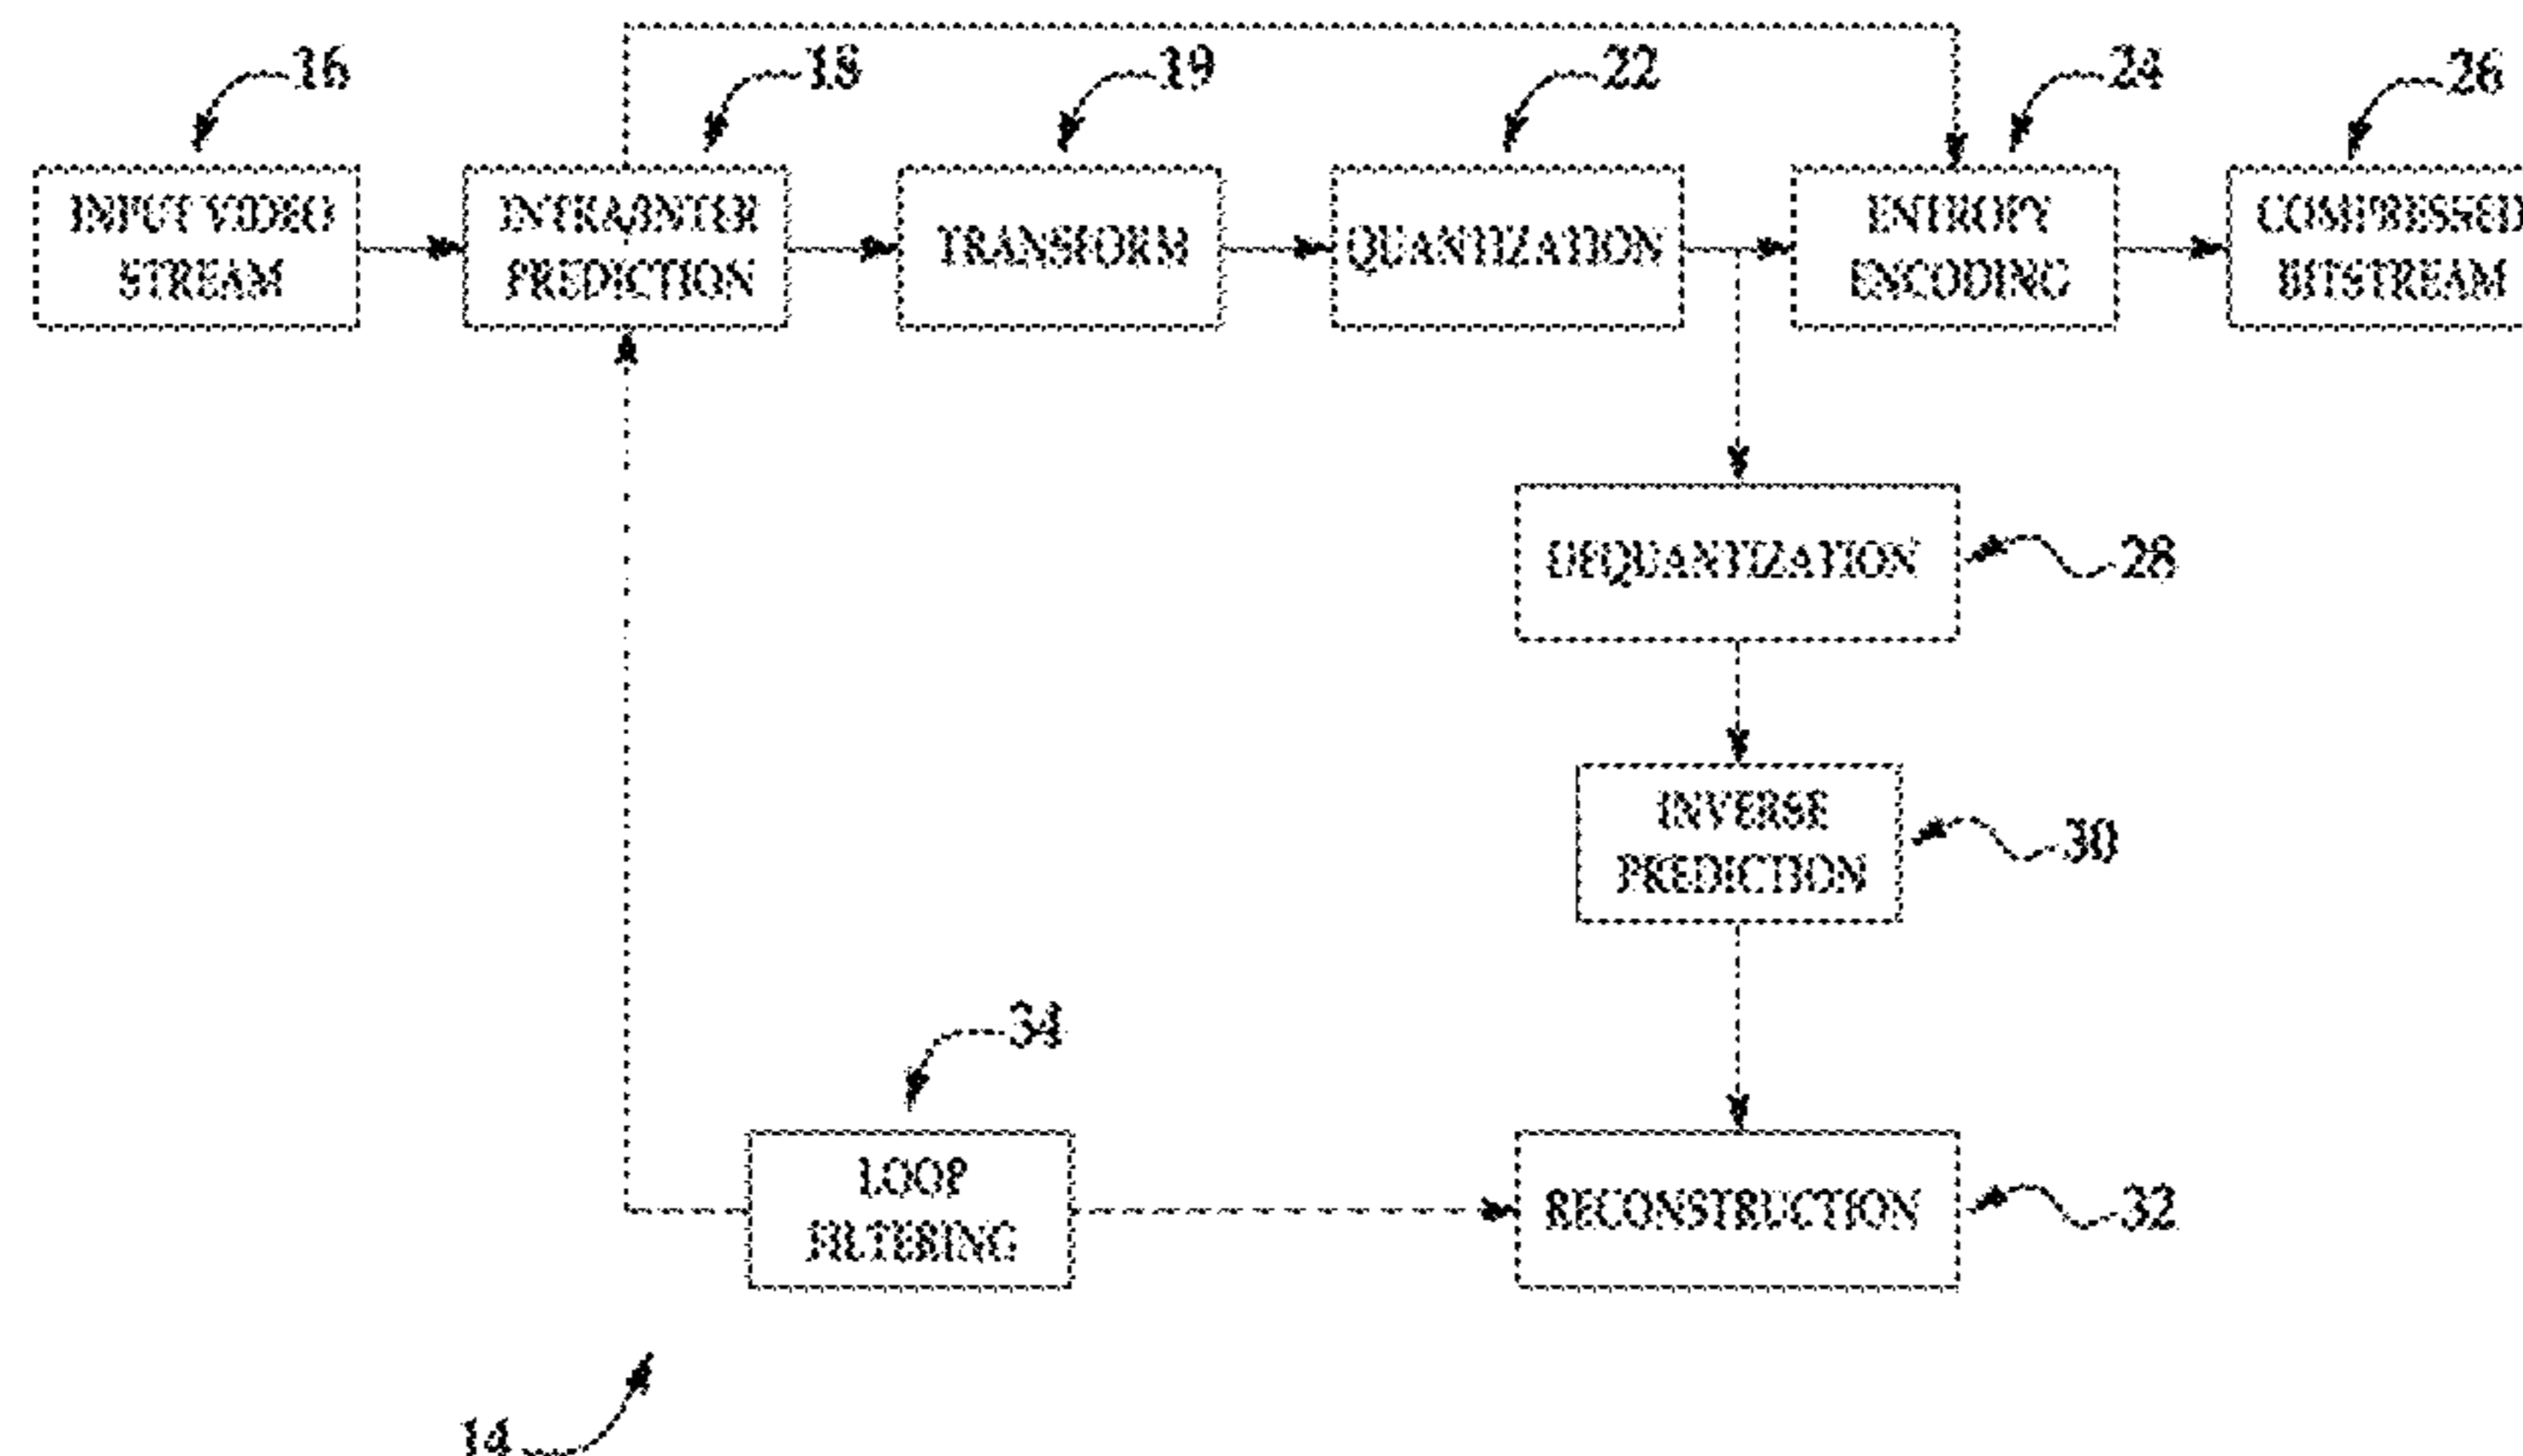 16
18
19
22
24
26
INPUT VIDEO
STREAM
INTRA/INTER
PREDICTION
TRANSFORM
QUANTIZATION
ENTROPY
ENCODING
COMPRESSED
BITSTREAM
DEQUANTIZATION
28
INVERSE
PREDICTION
30
34
LOOP
FILTERING
RECONSTRUCTION
32
14